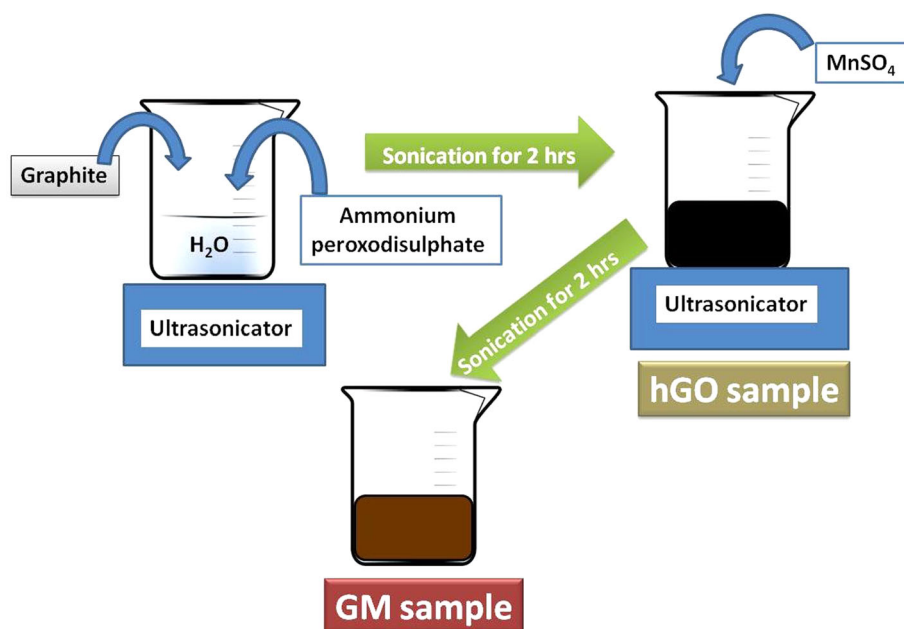 MnSO₄
Graphite
Sonication for 2 hrs
Ammonium
peroxodisulphate
H₂O
Ultrasonicator
Sonication for 2 hrs
Ultrasonicator
hGO sample
GM sample